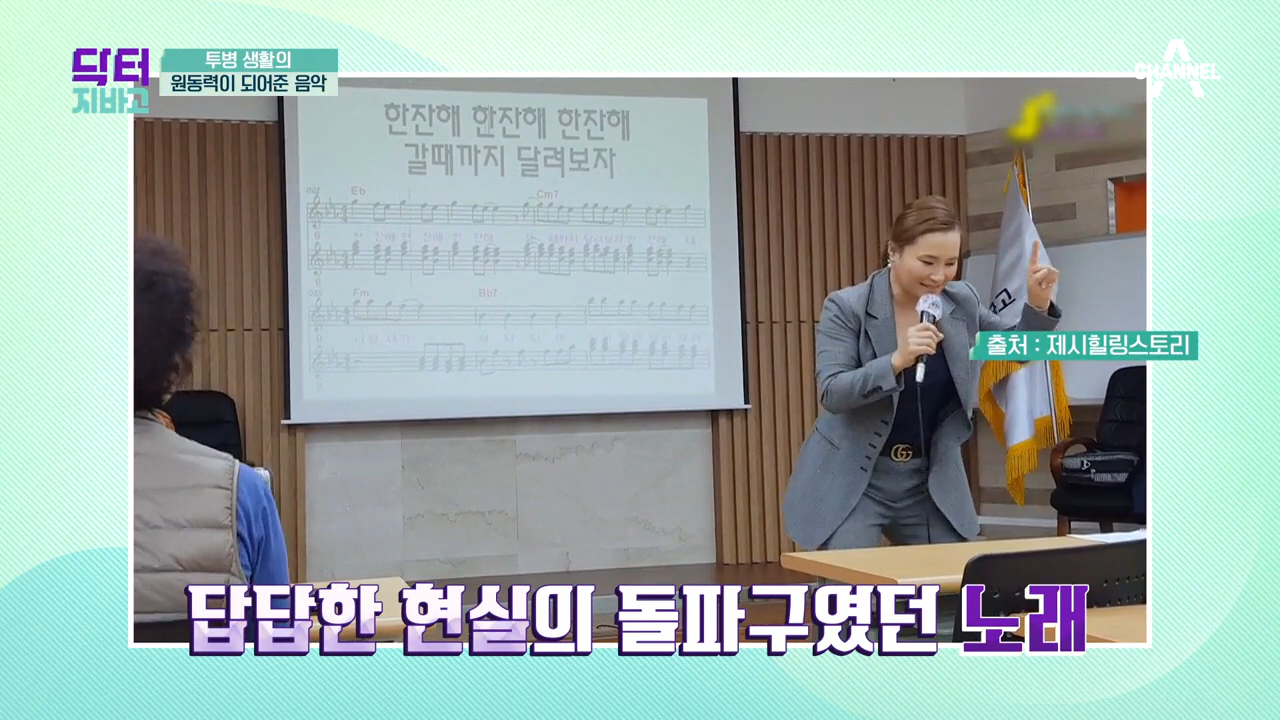 닥터
지바고
투병 생활의
원동력이 되어준 음악
CHANNEL A
한잔해 한잔해 한잔해
갈때까지 달려보자
Eb
Cm7
Fm
Bb7
출처 : 제시힐링스토리
답답한 현실의 돌파구였던 노래